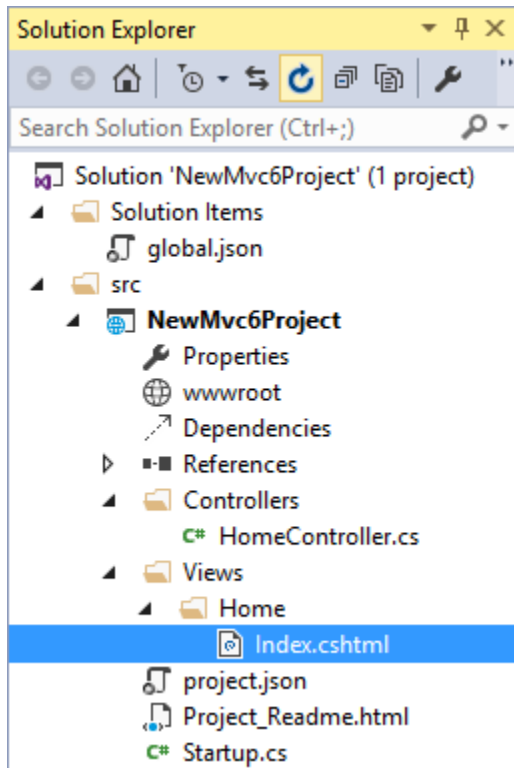 Solution Explorer
Search Solution Explorer (Ctrl+;)
Solution 'NewMvc6Project' (1 project)
Solution Items
global.json
src
NewMvc6Project
Properties
wwwroot
Dependencies
References
Controllers
C# HomeController.cs
Views
Home
Index.cshtml
project.json
Project_Readme.html
C# Startup.cs